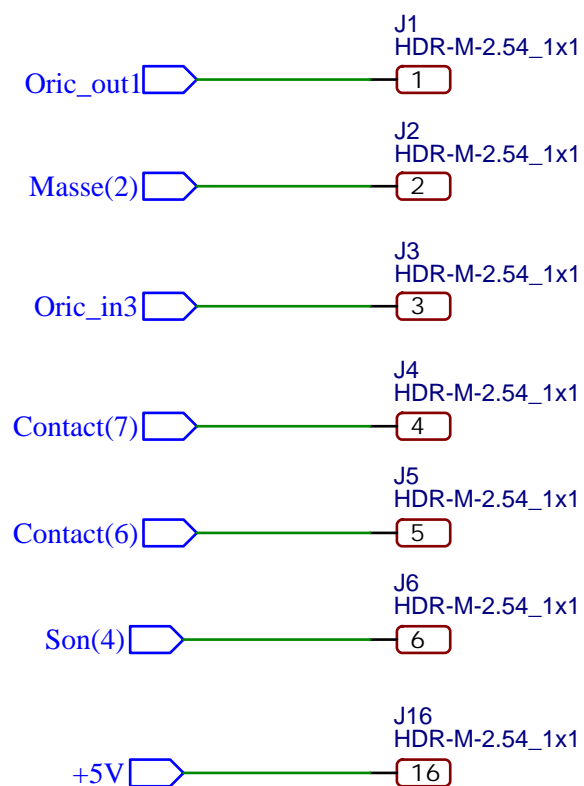 J1
HDR-M-2.54_1x1
Oric_out1 1
J2
HDR-M-2.54_1x1
Masse(2) 2
J3
HDR-M-2.54_1x1
Oric_in3 3
J4
HDR-M-2.54_1x1
Contact(7) 4
J5
HDR-M-2.54_1x1
Contact(6) 5
J6
HDR-M-2.54_1x1
Son(4) 6
J16
HDR-M-2.54_1x1
+5V 16